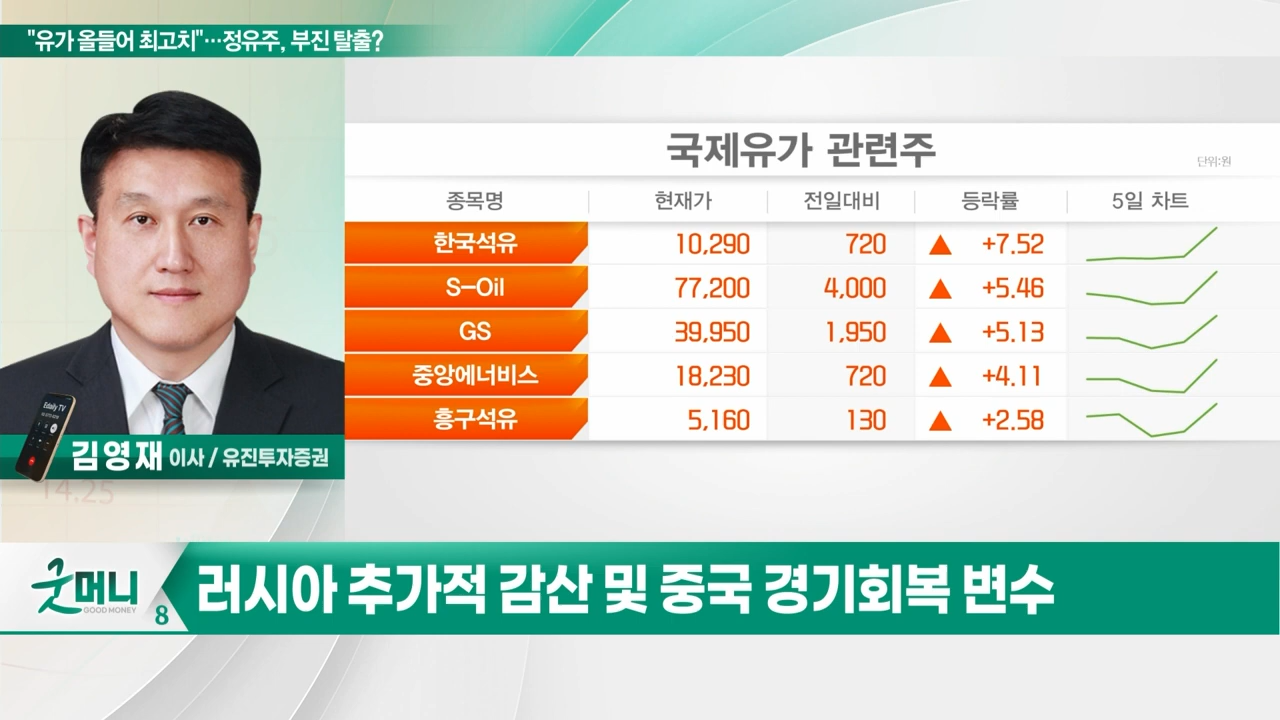 "유가 올들어 최고치"…정유주, 부진 탈출?
국제유가 관련주
단위:원
종목명 현재가 전일대비 등락률 5일 차트
한국석유 10,290 720 ▲ +7.52
S-Oil 77,200 4,000 ▲ +5.46
GS 39,950 1,950 ▲ +5.13
중앙에너비스 18,230 720 ▲ +4.11
흥구석유 5,160 130 ▲ +2.58
Edaily TV
김영재 이사 / 유진투자증권
14.25
굿머니
GOOD MONEY
8
러시아 추가적 감산 및 중국 경기회복 변수